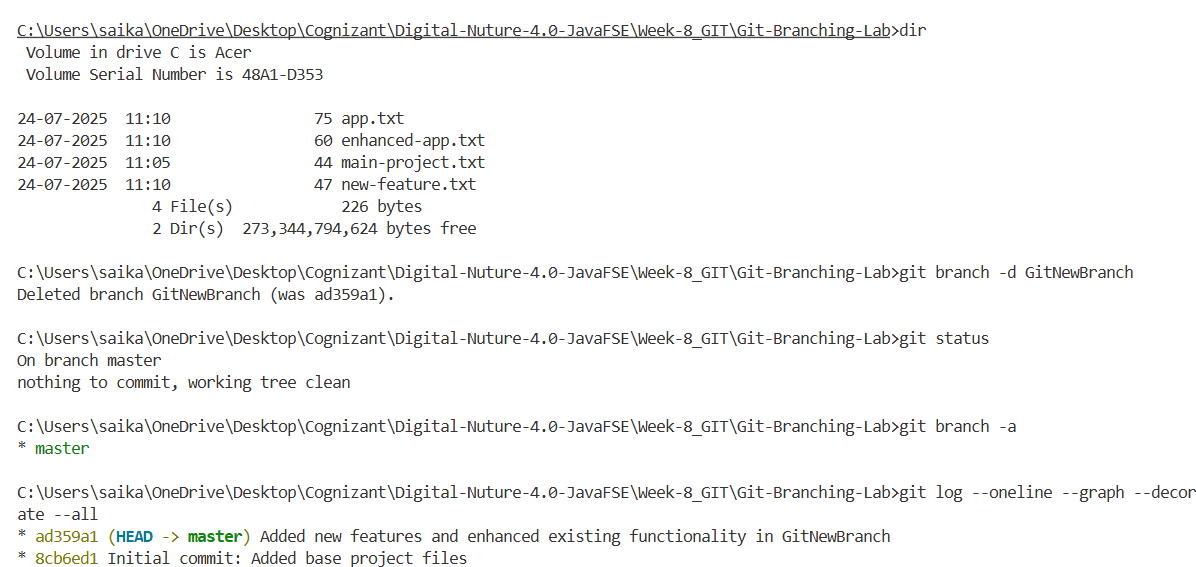 C:\Users\saika\OneDrive\Desktop\Cognizant\Digital-Nuture-4.0-JavaFSE\Week-8_GIT\Git-Branching-Lab>dir
 Volume in drive C is Acer
 Volume Serial Number is 48A1-D353
24-07-2025  11:10                75 app.txt
24-07-2025  11:10                60 enhanced-app.txt
24-07-2025  11:05                44 main-project.txt
24-07-2025  11:10                47 new-feature.txt
               4 File(s)            226 bytes
               2 Dir(s)  273,344,794,624 bytes free
C:\Users\saika\OneDrive\Desktop\Cognizant\Digital-Nuture-4.0-JavaFSE\Week-8_GIT\Git-Branching-Lab>git branch -d GitNewBranch
Deleted branch GitNewBranch (was ad359a1).
C:\Users\saika\OneDrive\Desktop\Cognizant\Digital-Nuture-4.0-JavaFSE\Week-8_GIT\Git-Branching-Lab>git status
On branch master
nothing to commit, working tree clean
C:\Users\saika\OneDrive\Desktop\Cognizant\Digital-Nuture-4.0-JavaFSE\Week-8_GIT\Git-Branching-Lab>git branch -a
* master
C:\Users\saika\OneDrive\Desktop\Cognizant\Digital-Nuture-4.0-JavaFSE\Week-8_GIT\Git-Branching-Lab>git log --oneline --graph --decor
ate --all
* ad359a1 (HEAD -> master) Added new features and enhanced existing functionality in GitNewBranch
* 8cb6ed1 Initial commit: Added base project files